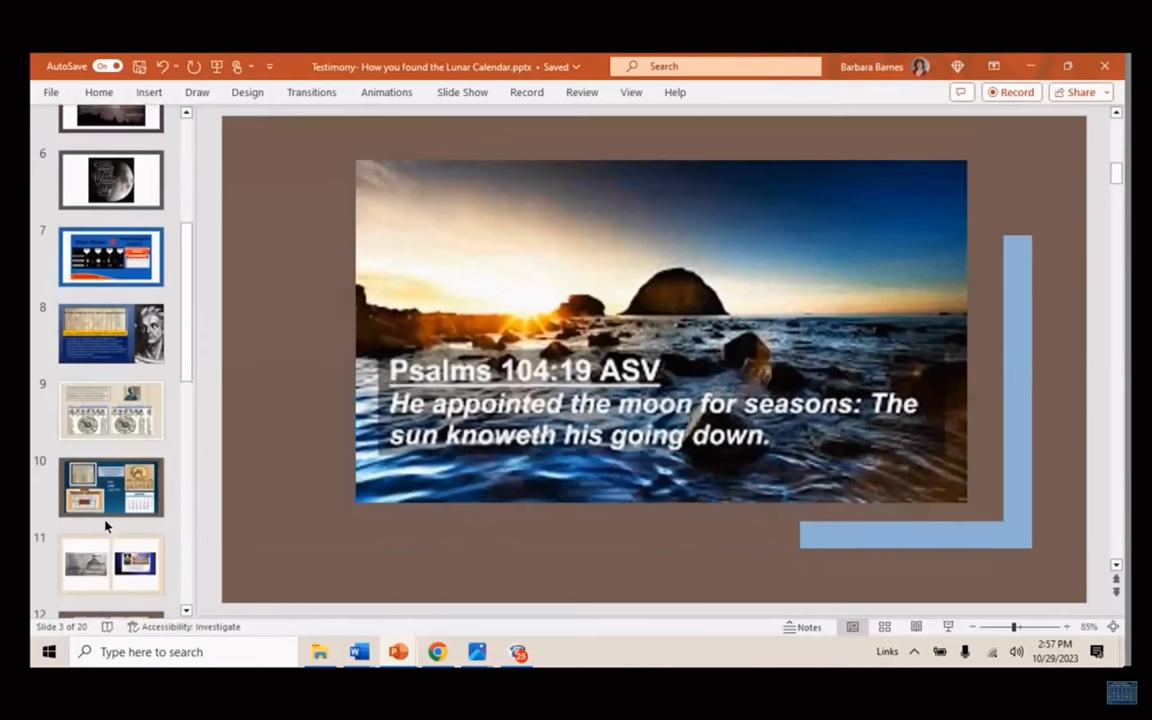 AutoSave On
Testimony- How you found the Lunar Calendar.pptx • Saved
Search
Barbara Barnes
File Home Insert Draw Design Transitions Animations Slide Show Record Review View Help
Record Share
6
7
8
9
10
11
12
Psalms 104:19 ASV
He appointed the moon for seasons: The
sun knoweth his going down.
Slide 3 of 20 Accessibility: Investigate Notes 85%
Type here to search
25
Links
2:57 PM
10/29/2023